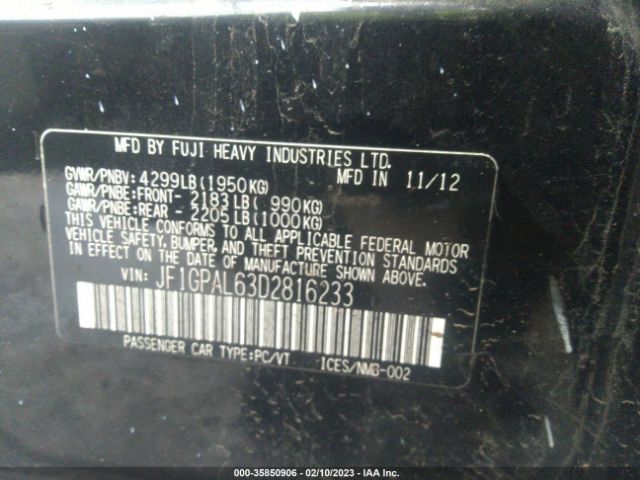 MFD BY FUJI HEAVY INDUSTRIES LTD.
MFD IN 11/12
GVWR/PNBV: 4299LB(1950KG)
GAWR/PNBE:FRONT- 2183LB( 990KG)
GAWR/PNBE:REAR - 2205LB(1000KG)
THIS VEHICLE CONFORMS TO ALL APPLICABLE FEDERAL MOTOR
VEHICLE SAFETY, BUMPER, AND THEFT PREVENTION STANDARDS
IN EFFECT ON THE DATE OF MANUFACTURE SHOWN ABOVE.
VIN: JF1GPAL63D2816233
PASSENGER CAR TYPE:PC/VT ICES/NMB-002
000-35850906 - 02/10/2023 - IAA Inc.